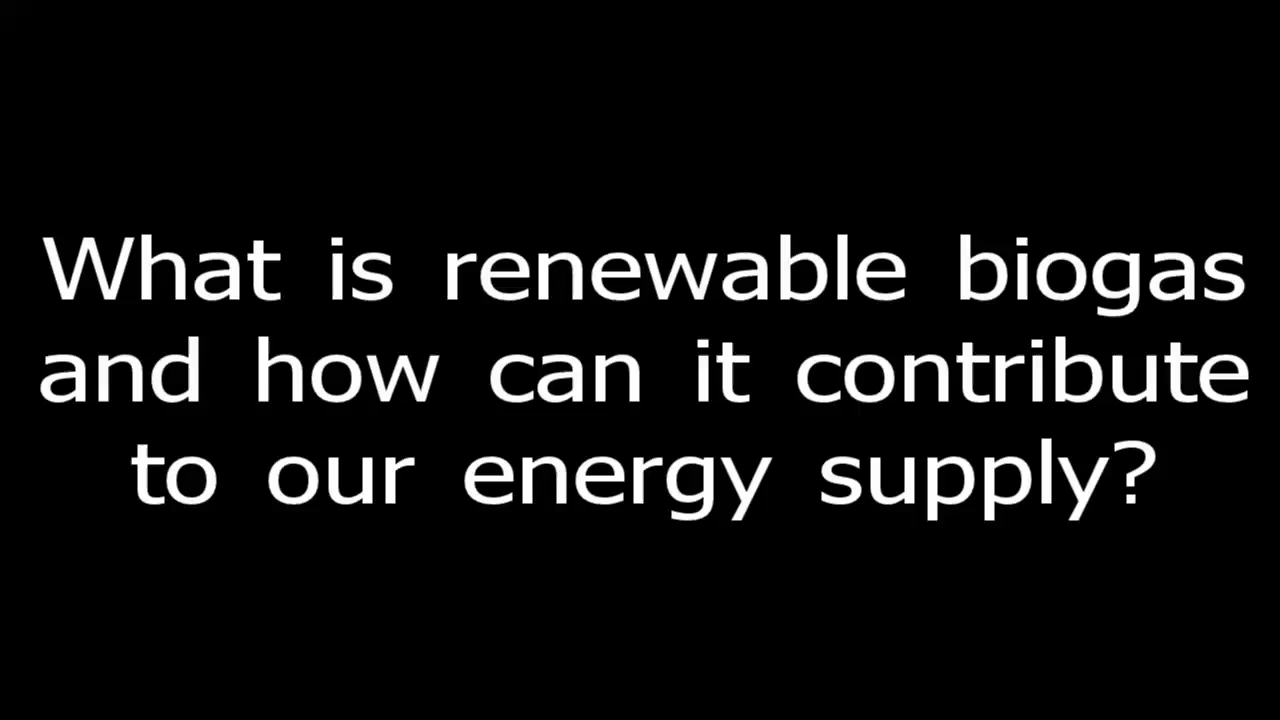 What is renewable biogas
and how can it contribute
to our energy supply?